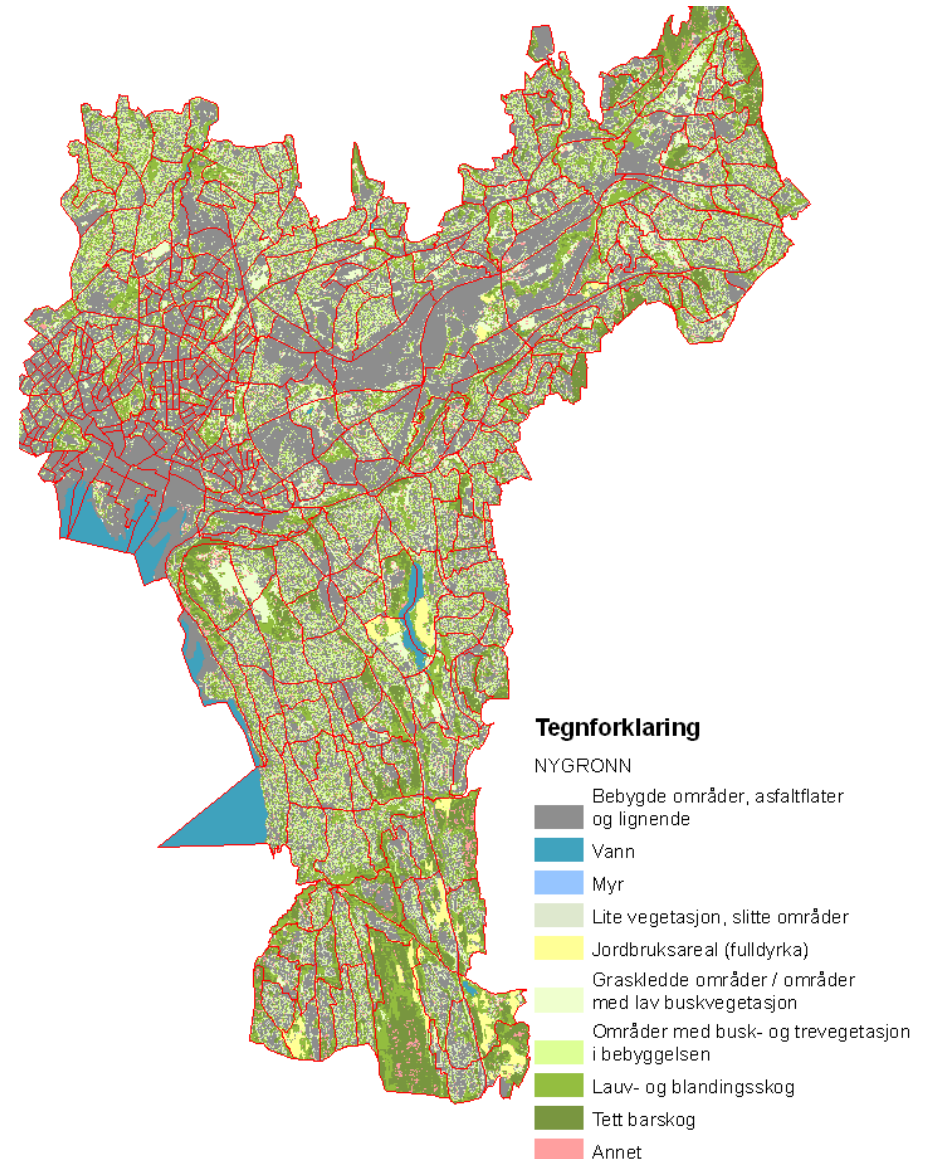 Tegnforklaring
NYGRONN
Bebygde områder, asfaltflater
og lignende
Vann
Myr
Lite vegetasjon, slitte områder
Jordbruksareal (fulldyrka)
Graskledde områder / områder
med lav buskvegetasjon
Områder med busk- og trevegetasjon
i bebyggelsen
Lauv- og blandingsskog
Tett barskog
Annet